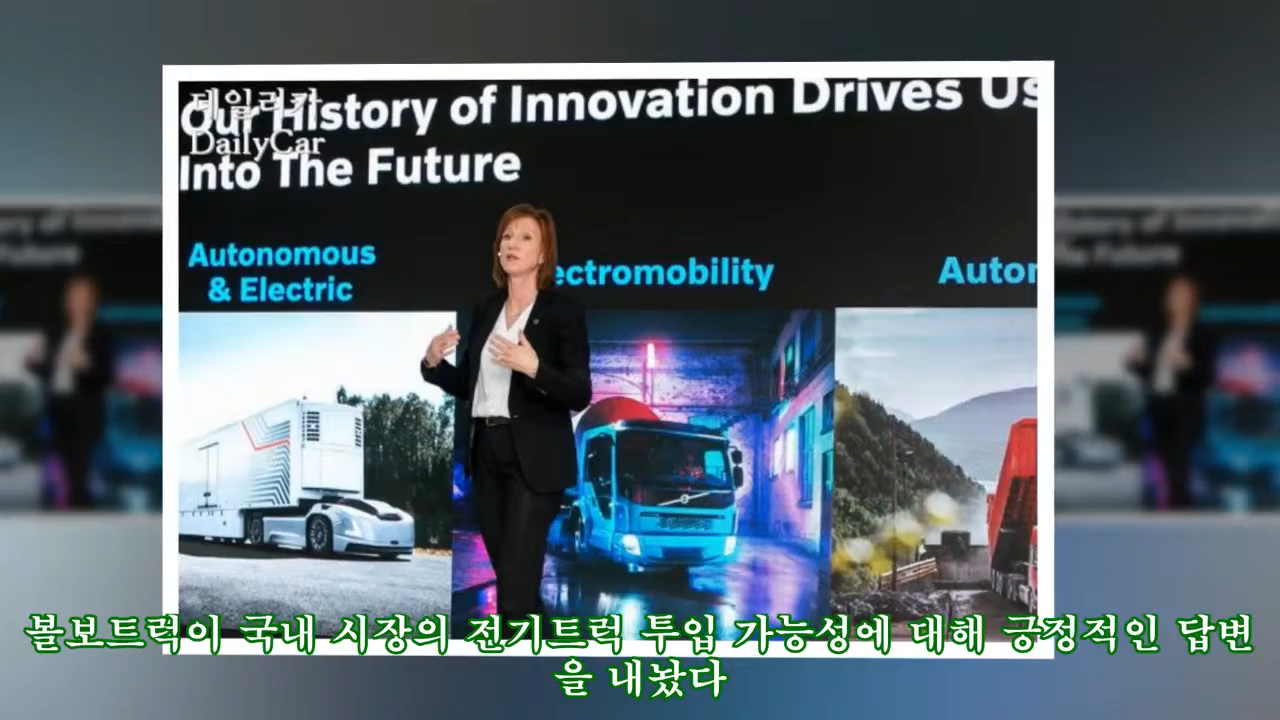 데일리카
DailyCar
Our History of Innovation Drives Us
Into The Future
Autonomous
& Electric
ectromobility
Auto
볼보트럭이 국내 시장의 전기트럭 투입 가능성에 대해 긍정적인 답변
을 내놨다